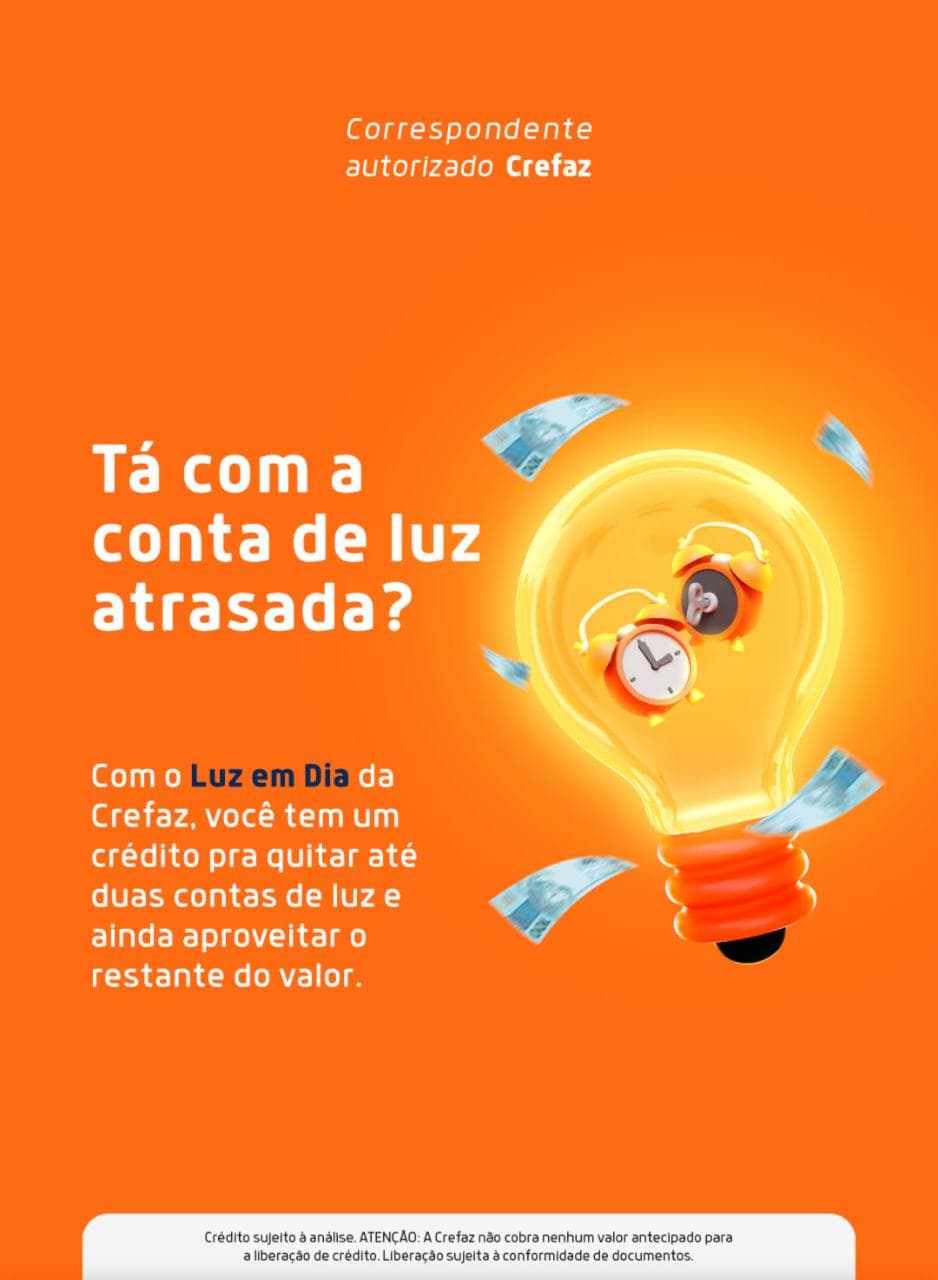 Correspondente
autorizado Crefaz
Tá com a
conta de luz
atrasada?
Com o Luz em Dia da
Crefaz, você tem um
crédito pra quitar até
duas contas de luz e
ainda aproveitar o
restante do valor.
Crédito sujeito à análise. ATENÇÃO: A Crefaz não cobra nenhum valor antecipado para
a liberação de crédito. Liberação sujeita à conformidade de documentos.